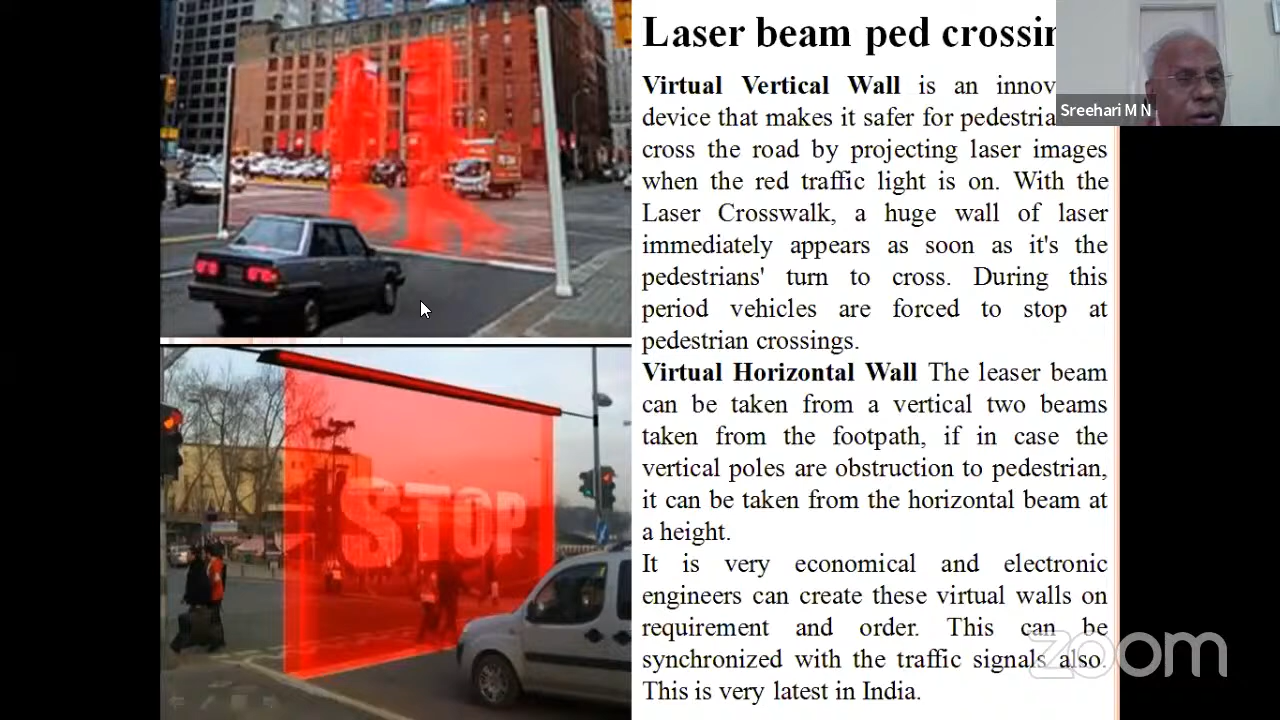 Laser beam ped
Sreehari M N
Virtual Vertical Wall is an
device that makes it safer for
cross the road by projecting laser images
when the red traffic light is on. With the
Laser Crosswalk, a huge wall of laser
immediately appears as soon as it's the
pedestrians' turn to cross. During this
period vehicles are forced to stop at
pedestrian crossings.
Virtual Horizontal Wall The leaser beam
can be taken from a vertical two beams
taken from the footpath, if in case the
vertical poles are obstruction to pedestrian,
it can be taken from the horizontal beam at
a height.
It is very economical and electronic
engineers can create these virtual walls on
requirement and order. This can be
synchronized with the traffic signals also.
This is very latest in India.
STOP
zoom